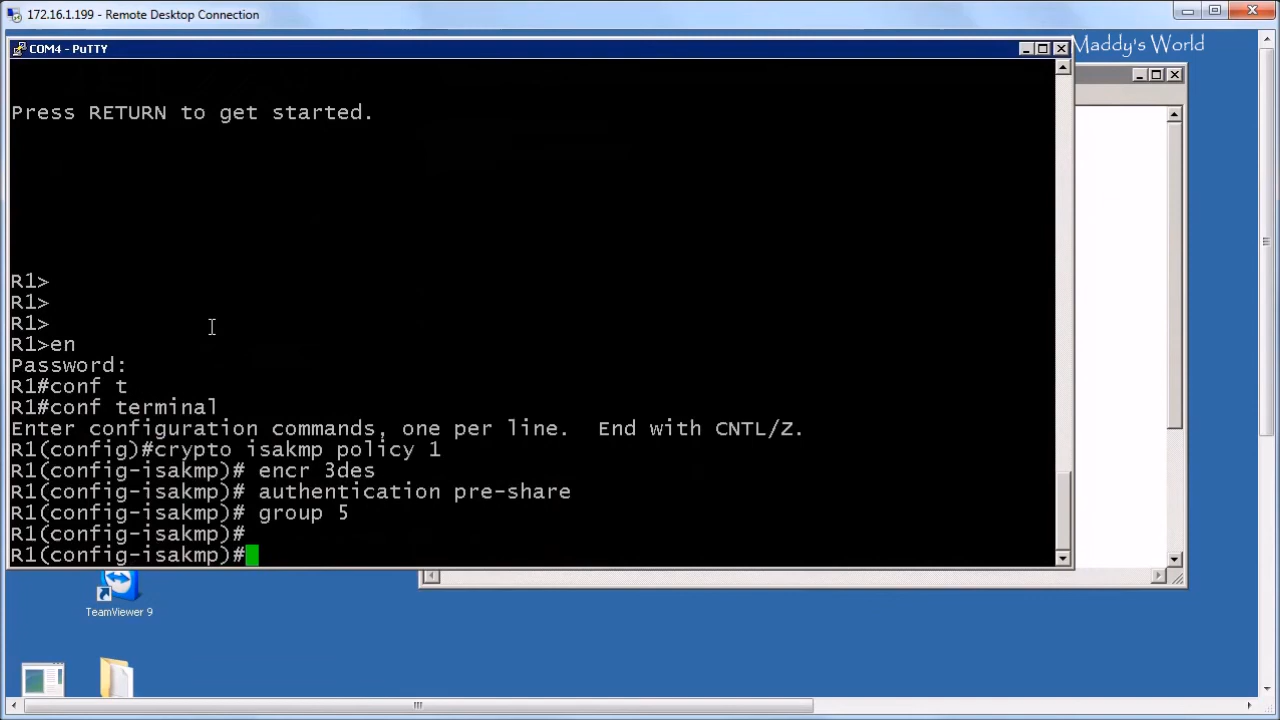 172.16.1.199 - Remote Desktop Connection
Maddy's World
COM4 - PuTTY
Press RETURN to get started.
R1>
R1>
R1>
R1>en
Password:
R1#conf t
R1#conf terminal
Enter configuration commands, one per line.  End with CNTL/Z.
R1(config)#crypto isakmp policy 1
R1(config-isakmp)# encr 3des
R1(config-isakmp)# authentication pre-share
R1(config-isakmp)# group 5
R1(config-isakmp)#
R1(config-isakmp)#
TeamViewer 9